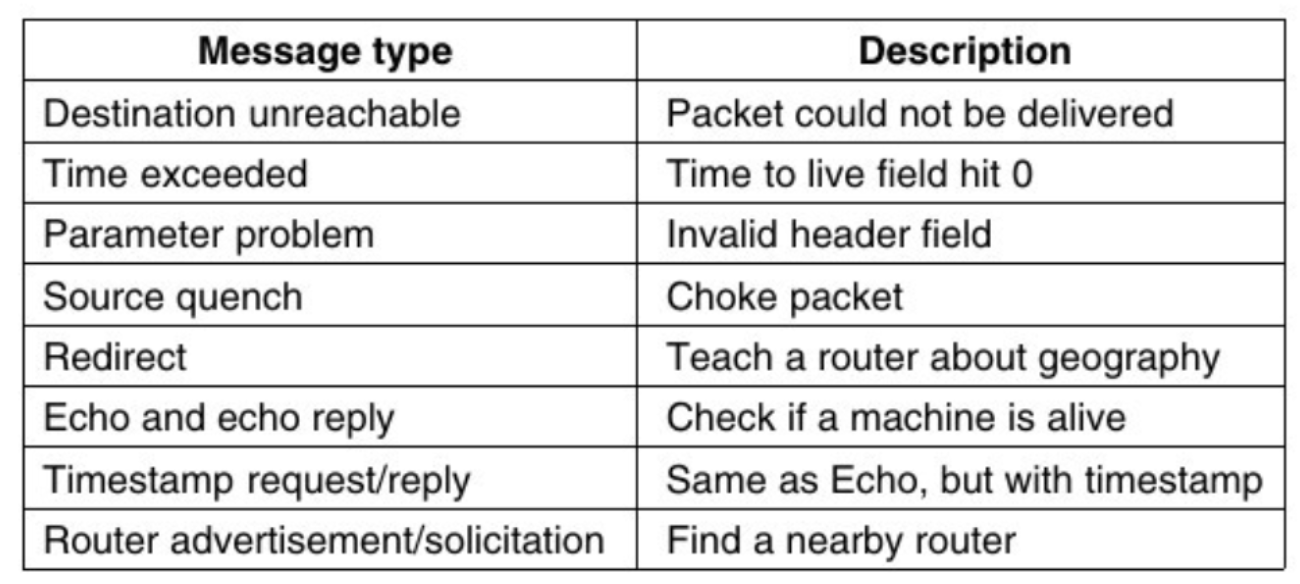 Message type Description
Destination unreachable Packet could not be delivered
Time exceeded Time to live field hit 0
Parameter problem Invalid header field
Source quench Choke packet
Redirect Teach a router about geography
Echo and echo reply Check if a machine is alive
Timestamp request/reply Same as Echo, but with timestamp
Router advertisement/solicitation Find a nearby router